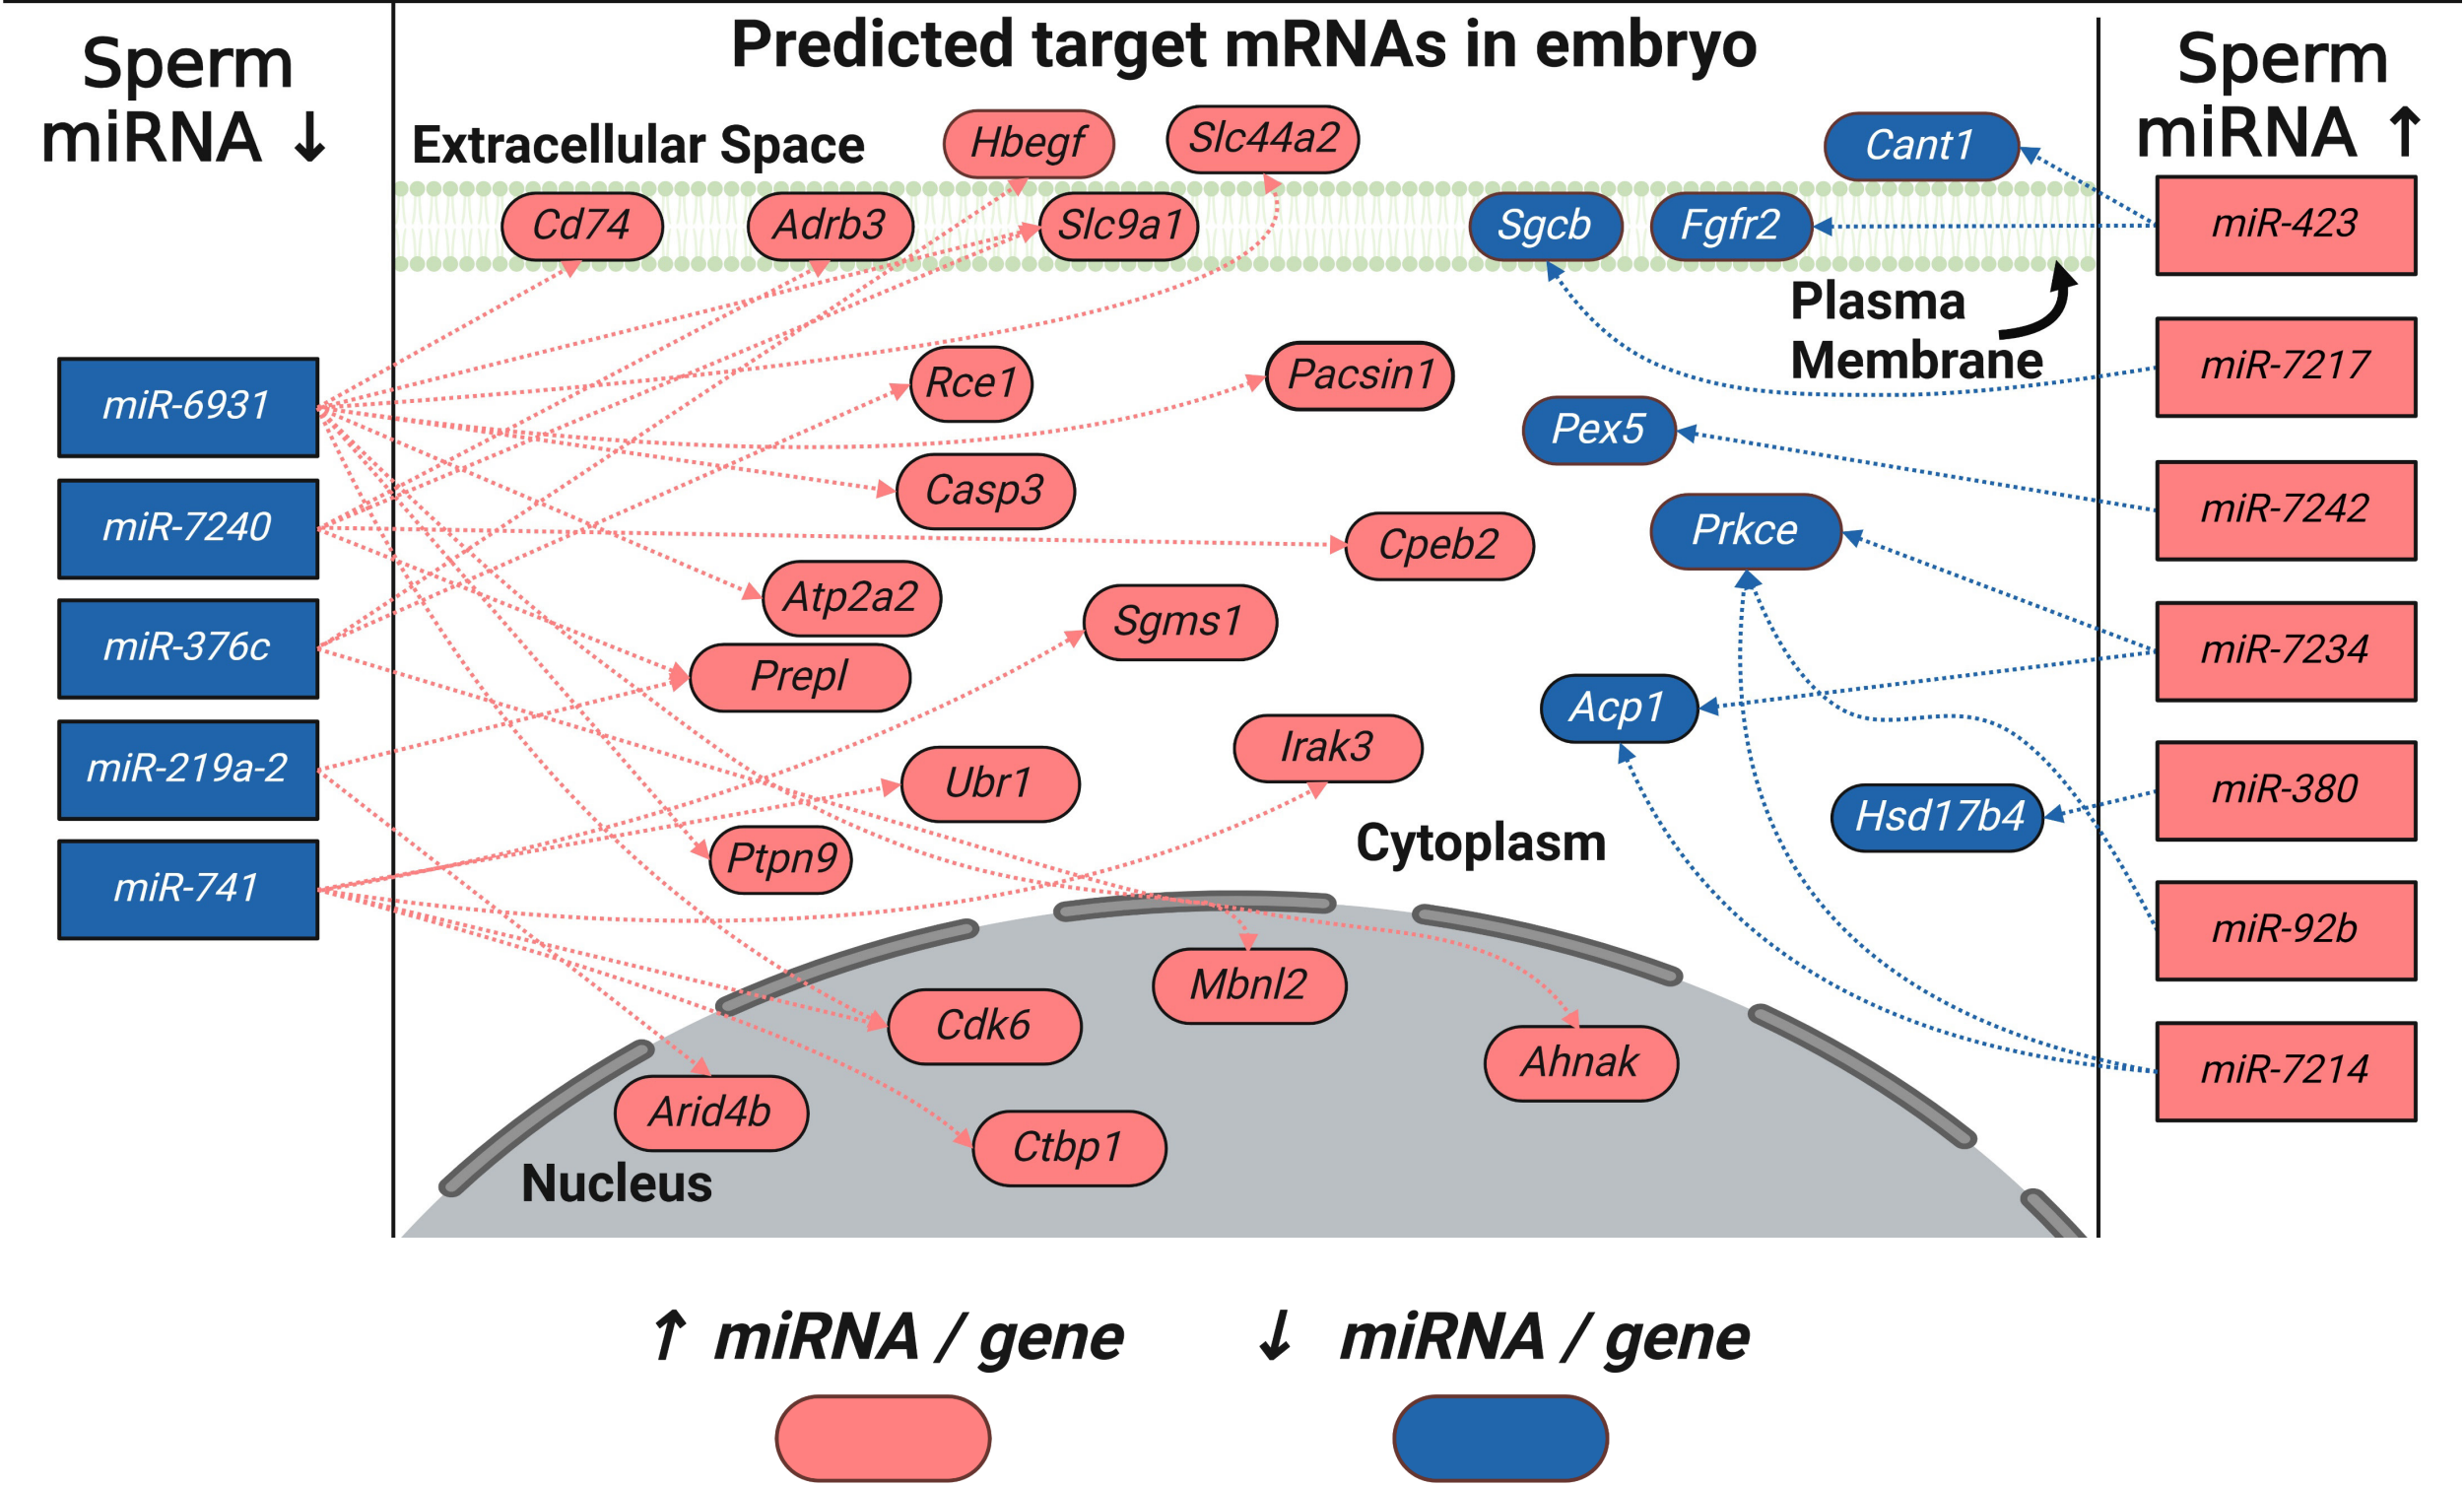 Sperm
miRNA ↓
Predicted target mRNAs in embryo
Sperm
miRNA ↑
Extracellular Space
Hbegf
Slc44a2
Cant1
Cd74
Adrb3
Slc9a1
Sgcb
Fgfr2
miR-423
Plasma
Membrane
miR-6931
Rce1
Pacsin1
miR-7217
Pex5
miR-7240
Casp3
Cpeb2
Prkce
miR-7242
miR-376c
Atp2a2
Sgms1
miR-7234
Prepl
Acp1
miR-219a-2
Ubr1
Irak3
Hsd17b4
miR-380
miR-741
Ptpn9
Cytoplasm
miR-92b
Cdk6
Mbnl2
Ahnak
miR-7214
Arid4b
Ctbp1
Nucleus
↑ miRNA / gene
↓ miRNA / gene